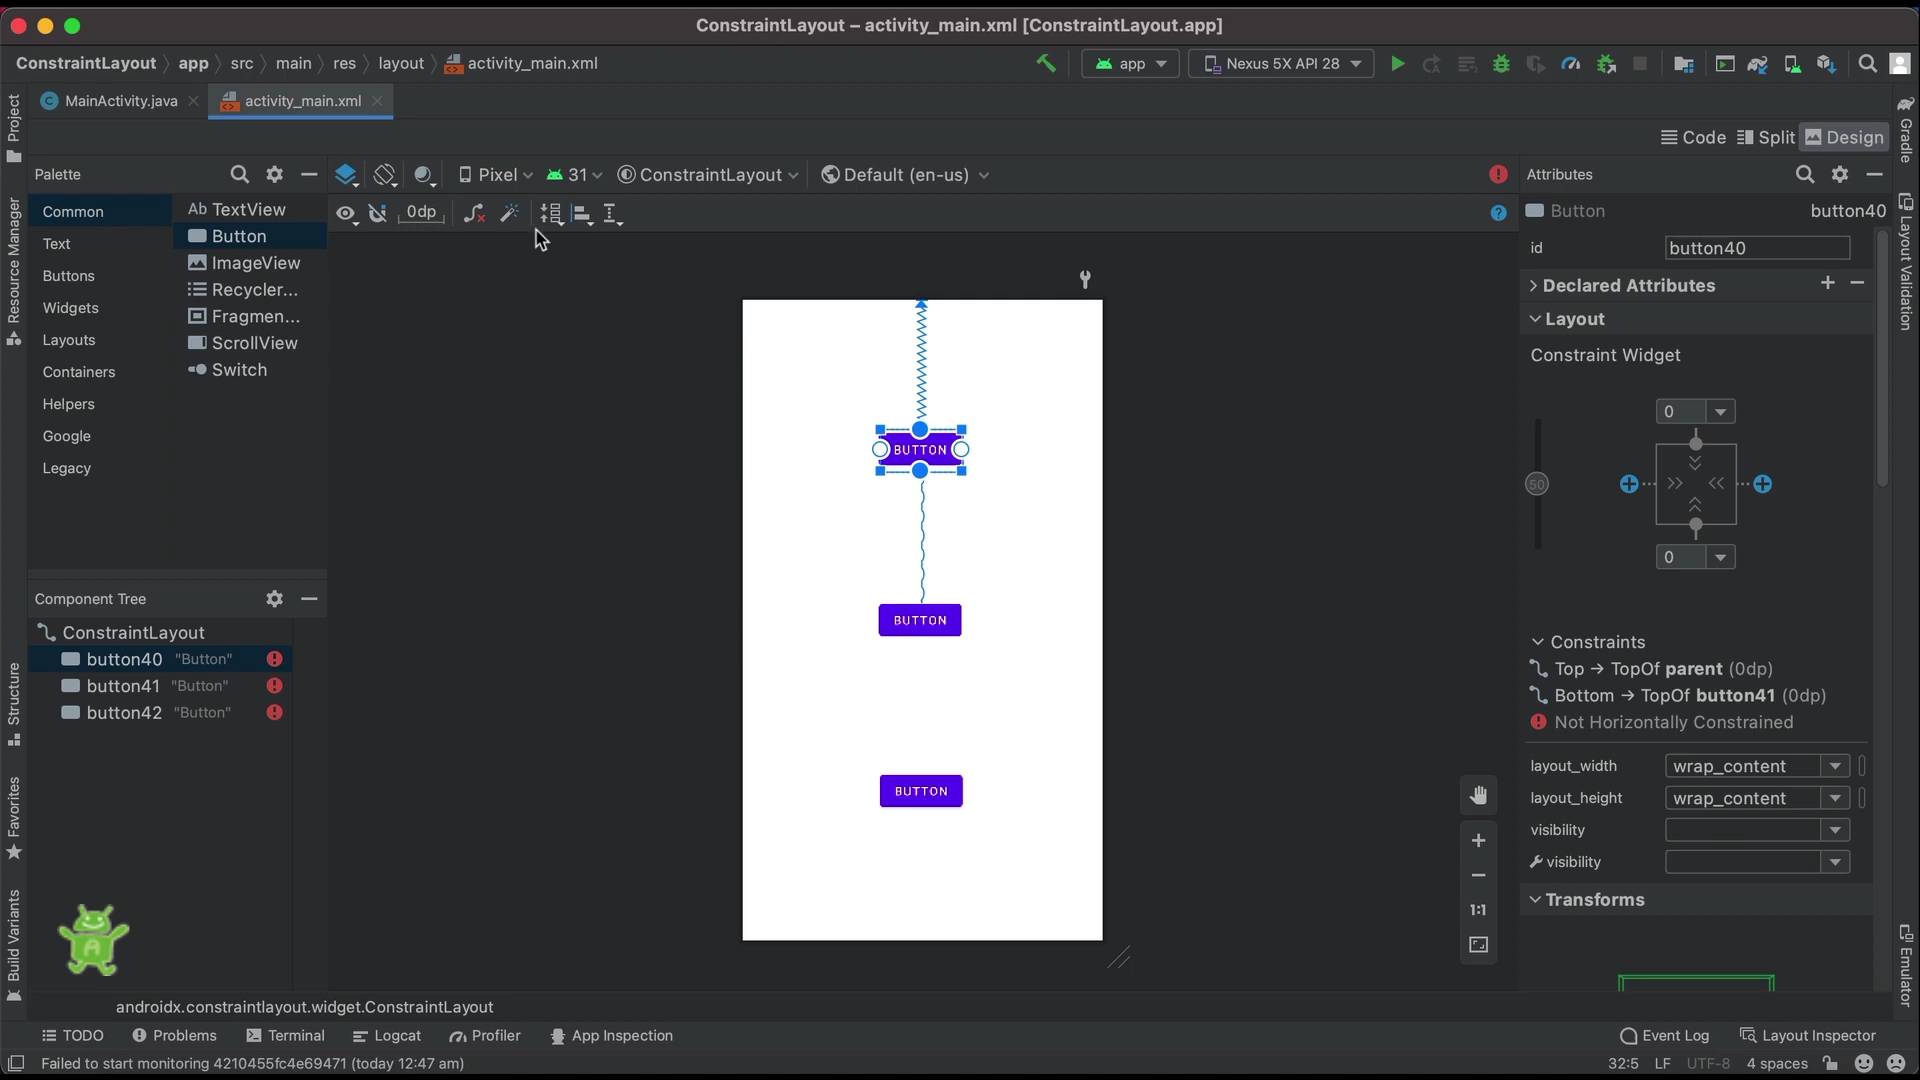 ConstraintLayout – activity_main.xml [ConstraintLayout.app]
ConstraintLayout app src main res layout activity_main.xml
app
Nexus 5X API 28
MainActivity.java
activity_main.xml
Code Split Design
Project
Resource Manager
Structure
Favorites
Build Variants
Palette
Common
Text
Buttons
Widgets
Layouts
Containers
Helpers
Google
Legacy
Ab TextView
Button
ImageView
Recycler...
Fragmen...
ScrollView
Switch
Pixel 31 ConstraintLayout Default (en-us)
0dp
Component Tree
ConstraintLayout
button40 "Button"
button41 "Button"
button42 "Button"
A
BUTTON
BUTTON
BUTTON
1:1
Attributes
Button button40
id button40
Declared Attributes
Layout
Constraint Widget
0
50
0
Constraints
Top → TopOf parent (0dp)
Bottom → TopOf button41 (0dp)
Not Horizontally Constrained
layout_width wrap_content
layout_height wrap_content
visibility
visibility
Transforms
Gradle
Layout Validation
Emulator
androidx.constraintlayout.widget.ConstraintLayout
TODO Problems Terminal Logcat Profiler App Inspection
Event Log Layout Inspector
Failed to start monitoring 4210455fc4e69471 (today 12:47 am)
32:5 LF UTF-8 4 spaces